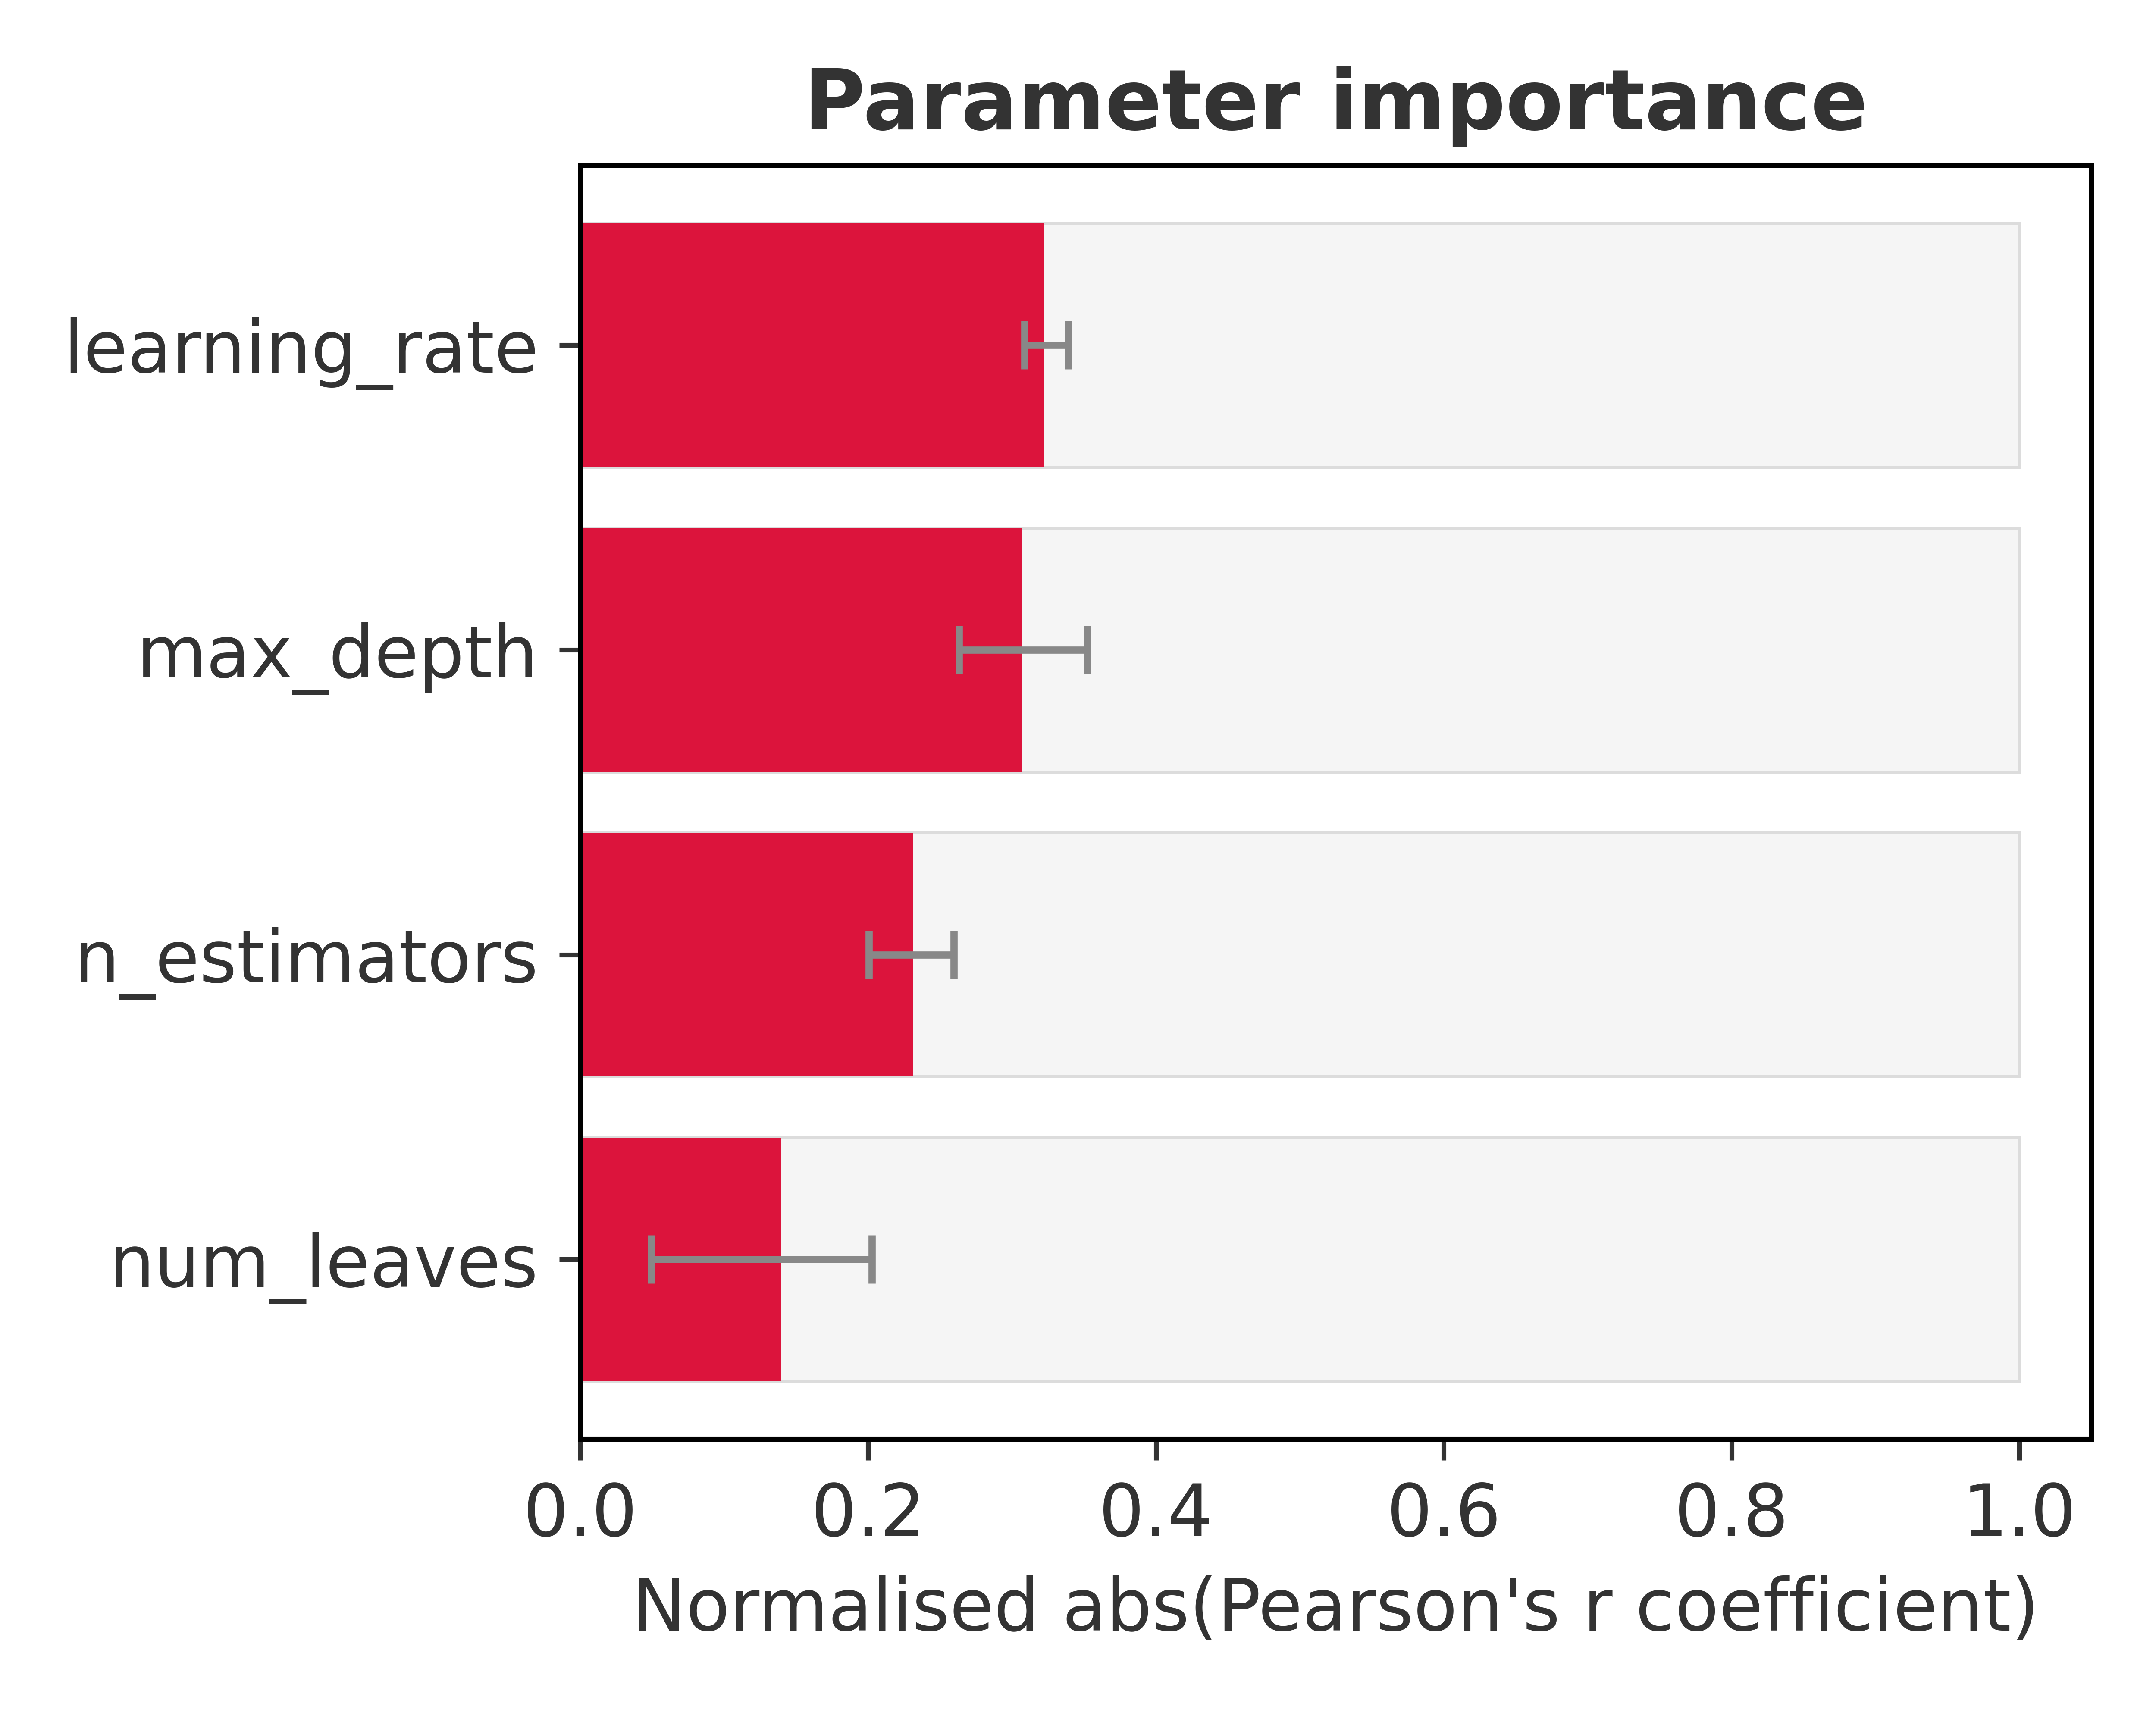 Parameter importance
learning_rate
max_depth
n_estimators
num_leaves
0.0 0.2 0.4 0.6 0.8 1.0
Normalised abs(Pearson's r coefficient)